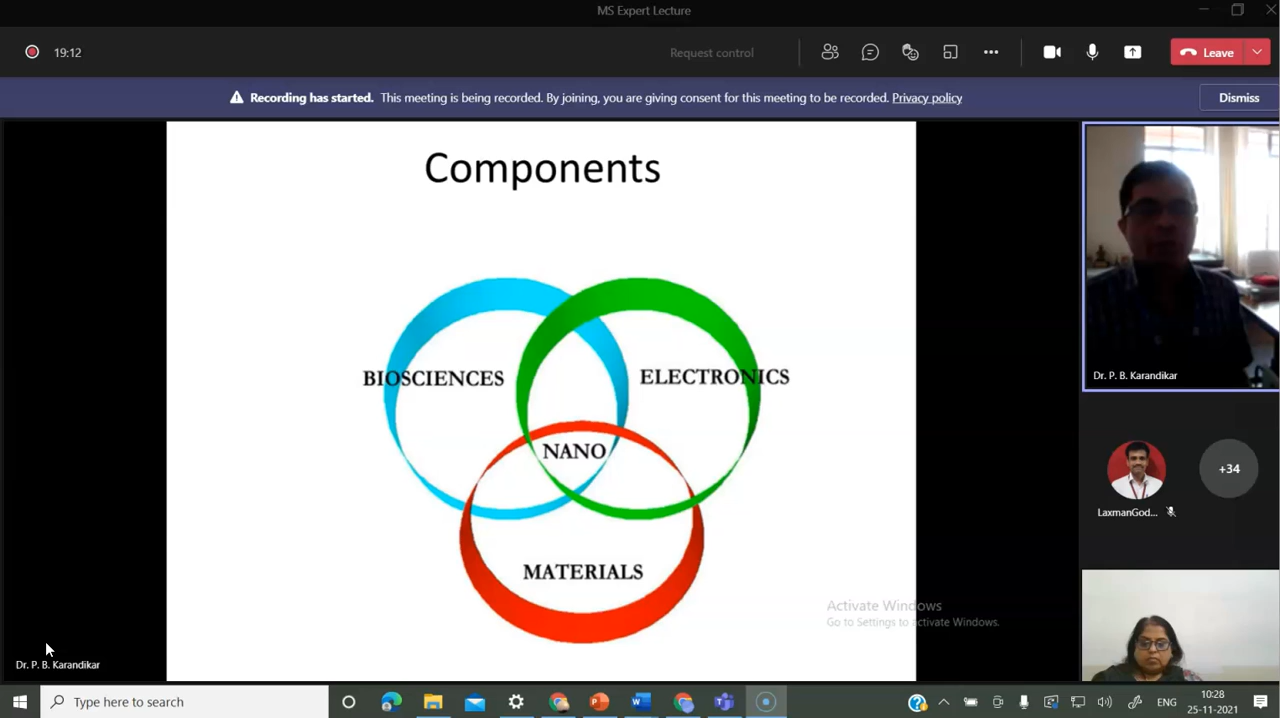 MS Expert Lecture
19:12
Request control
Leave
Recording has started. This meeting is being recorded. By joining, you are giving consent for this meeting to be recorded. Privacy policy
Dismiss
Components
BIOSCIENCES
ELECTRONICS
NANO
MATERIALS
Dr. P. B. Karandikar
+34
LaxmanGod...
Activate Windows
Go to Settings to activate Windows.
Dr. P. B. Karandikar
Type here to search
ENG
10:28
25-11-2021